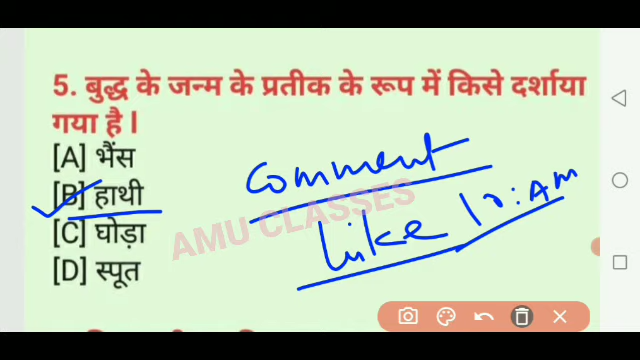 5. बुद्ध के जन्म के प्रतीक के रूप में किसे दर्शाया
गया है l
[A] भैंस
[B] हाथी
[C] घोड़ा
[D] स्पूत
comment
Like 10:AM
AMU CLASSES